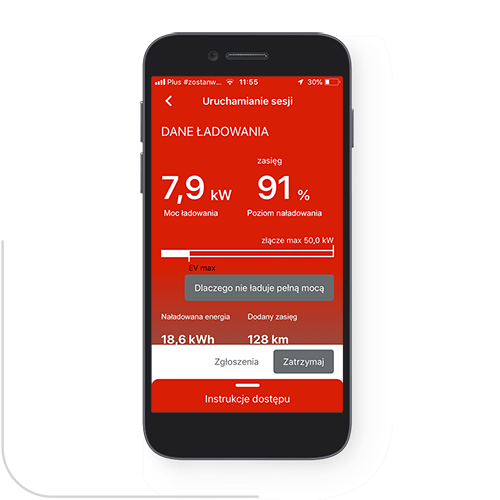 Plus #zostanw... 11:55 30%
Uruchamianie sesji
DANE ŁADOWANIA
zasięg
7,9 kW 91 %
Moc ładowania Poziom naładowania
złącze max 50,0 kW
EV max
Dlaczego nie ładuje pełną mocą
Naładowana energia Dodany zasięg
18,6 kWh 128 km
Zgłoszenia Zatrzymaj
Instrukcje dostępu